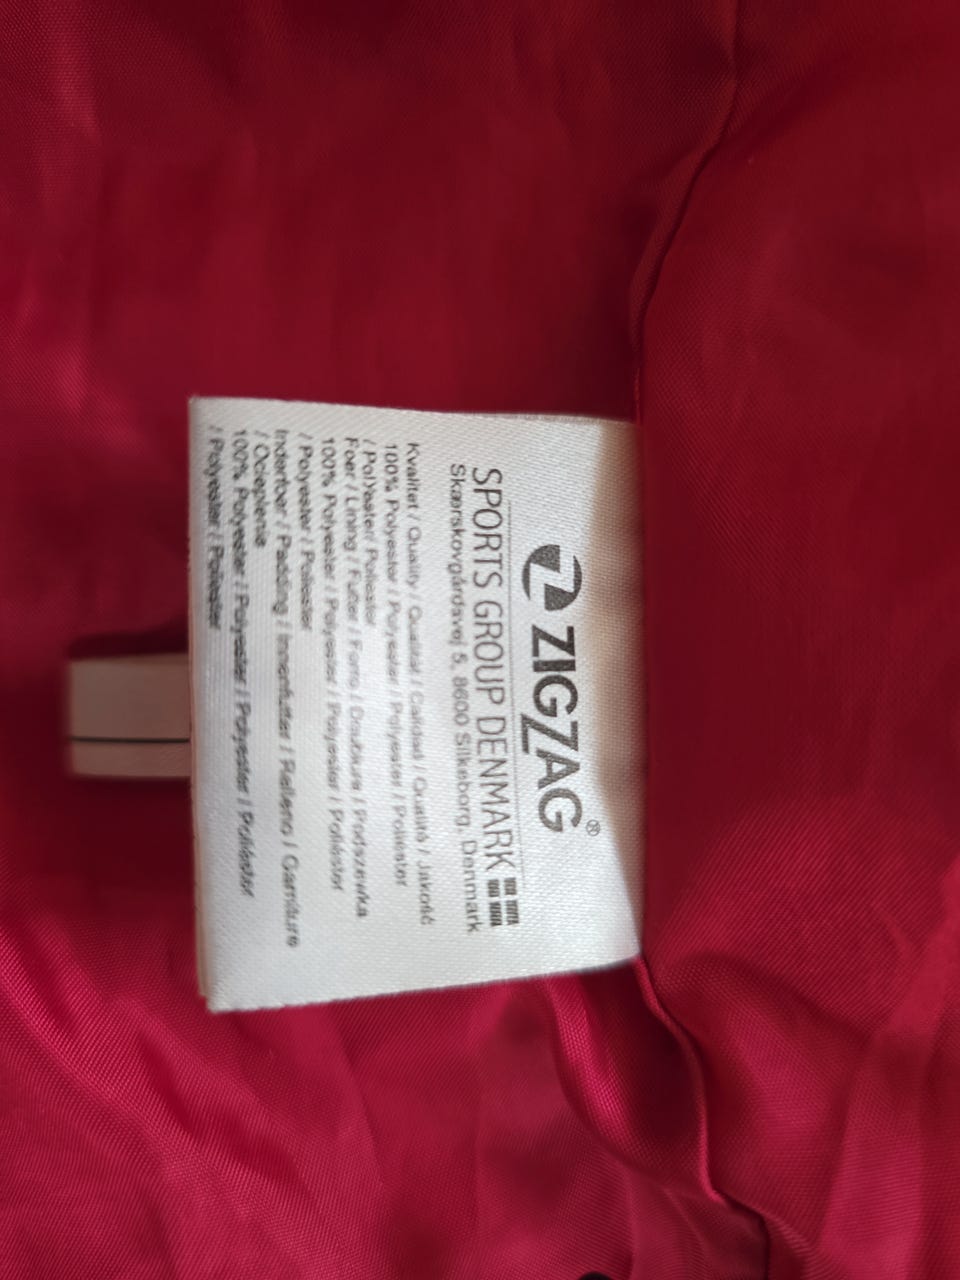 ZIGZAG®
SPORTS GROUP DENMARK
Skærskovgårdsvej 5, 8600 Silkeborg, Denmark
Kvalitet / Quality / Qualität / Calidad / Qualité / Jakość
100% Polyester / Polyester / Polyester / Poliester
/ Polyester / Poliester
Foer / Lining / Futter / Forro / Doublure / Podszewka
100% Polyester / Polyester / Polyester / Poliéster
/ Polyester / Poliester
Inderfoer / Padding / Innenfutter / Relleno / Garniture
/ Ocieplenie
100% Polyester / Polyester / Polyester / Poliéster
/ Polyester / Poliester